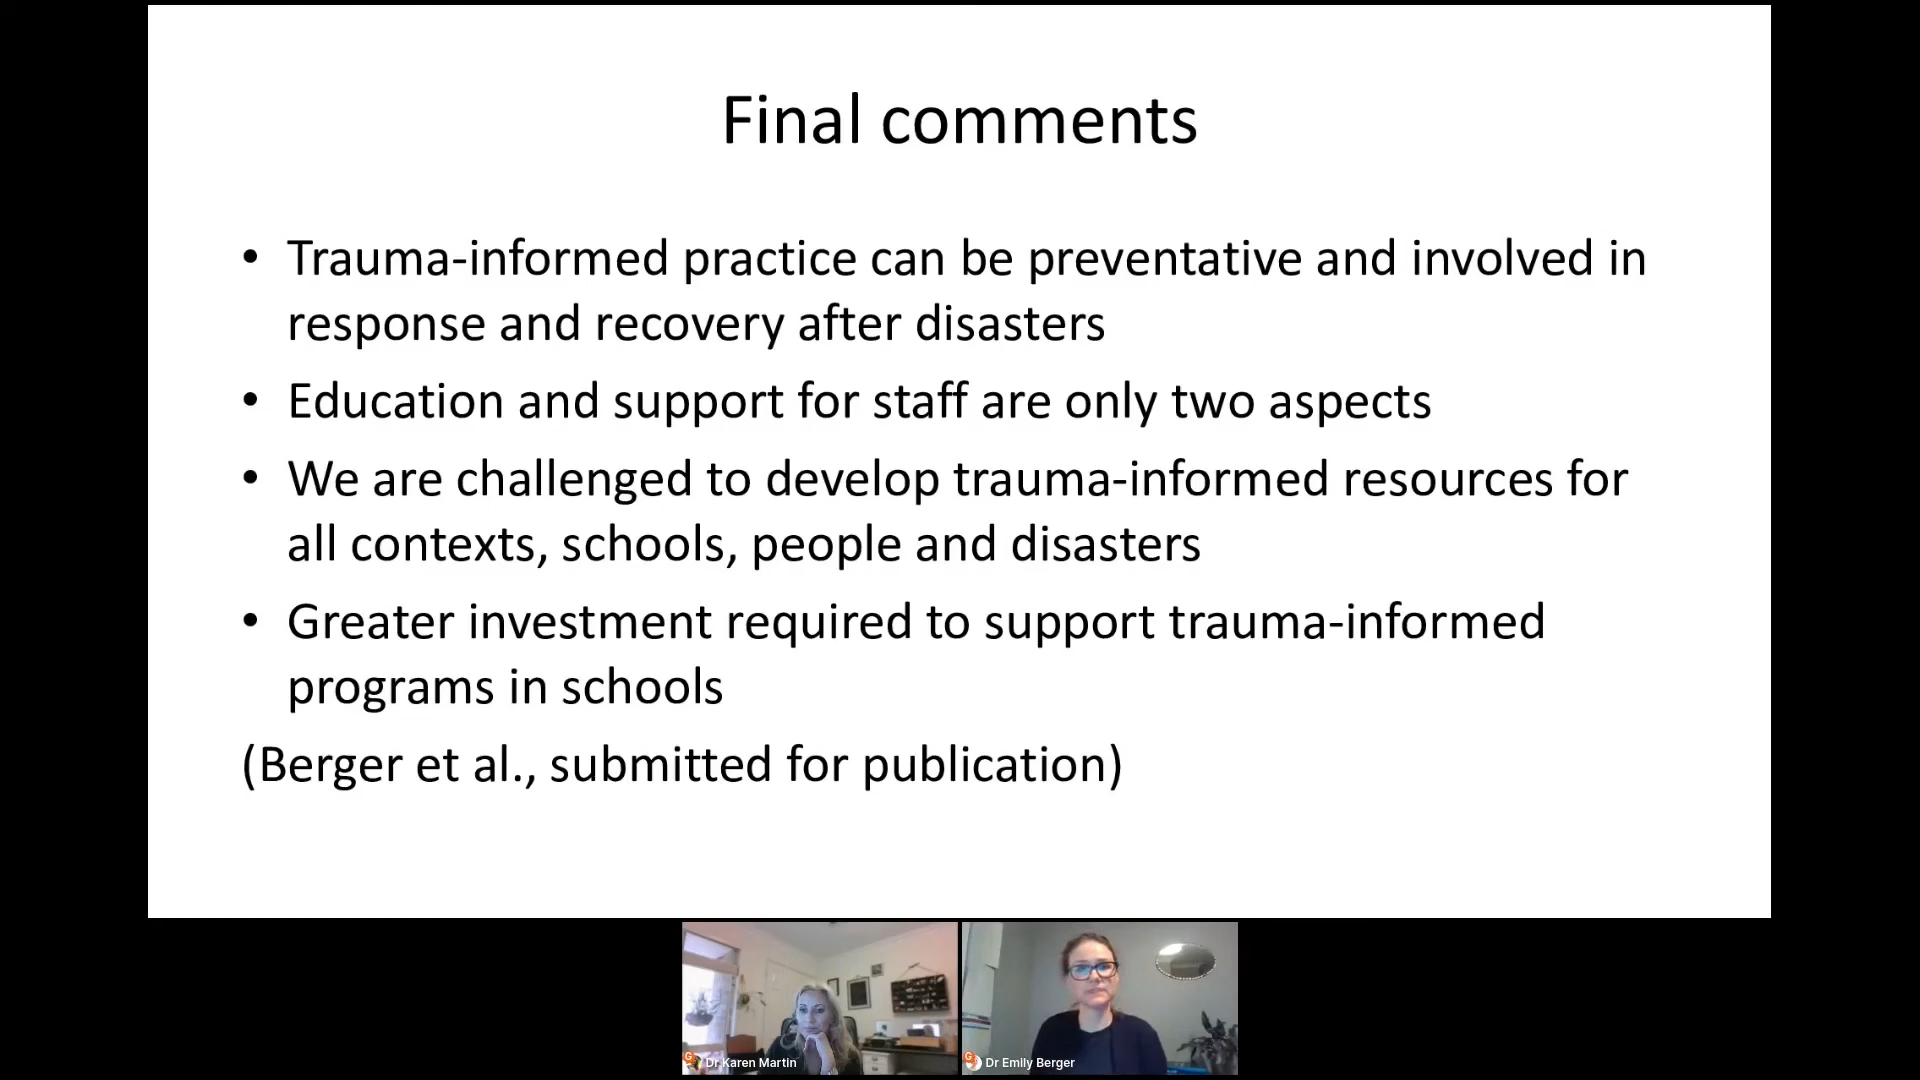 Final comments
• Trauma-informed practice can be preventative and involved in
response and recovery after disasters
• Education and support for staff are only two aspects
• We are challenged to develop trauma-informed resources for
all contexts, schools, people and disasters
• Greater investment required to support trauma-informed
programs in schools
(Berger et al., submitted for publication)
Dr Karen Martin
Dr Emily Berger